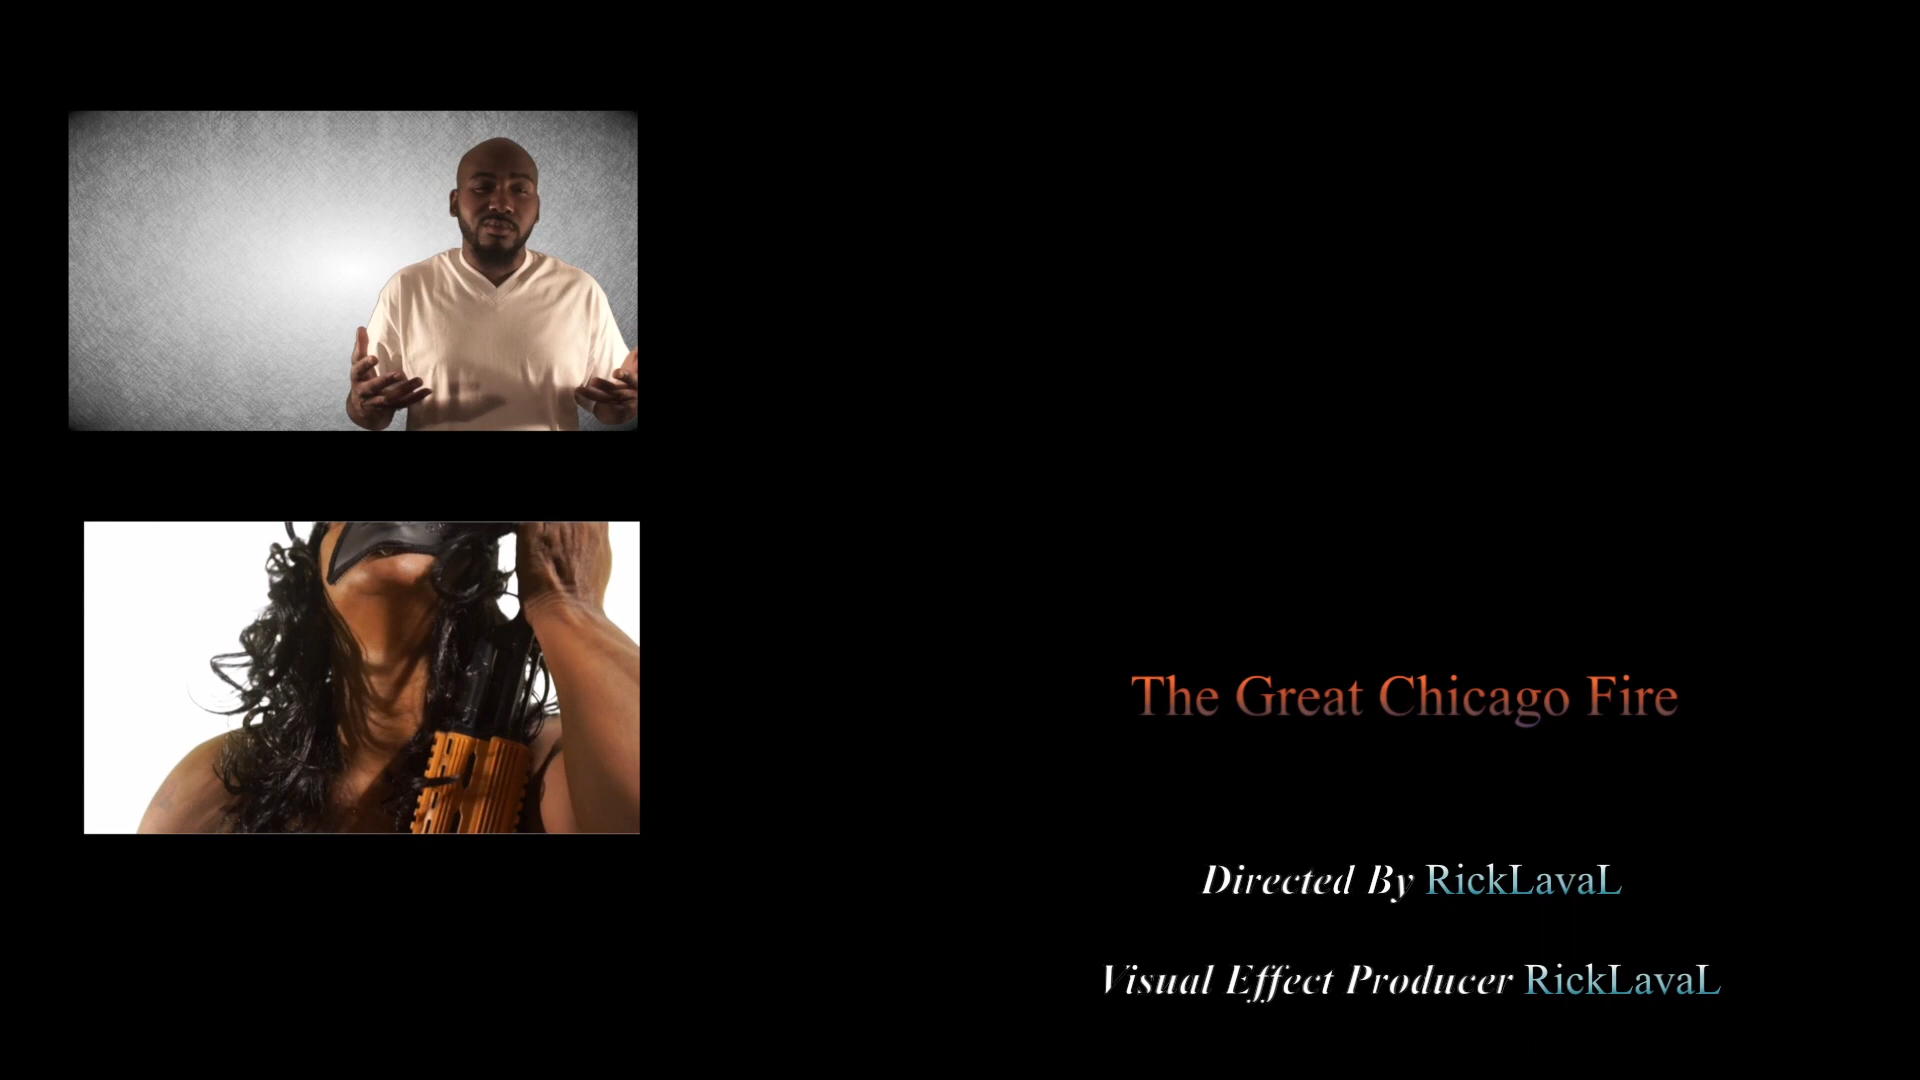 The Great Chicago Fire
Directed By RickLavaL
Visual Effect Producer RickLavaL